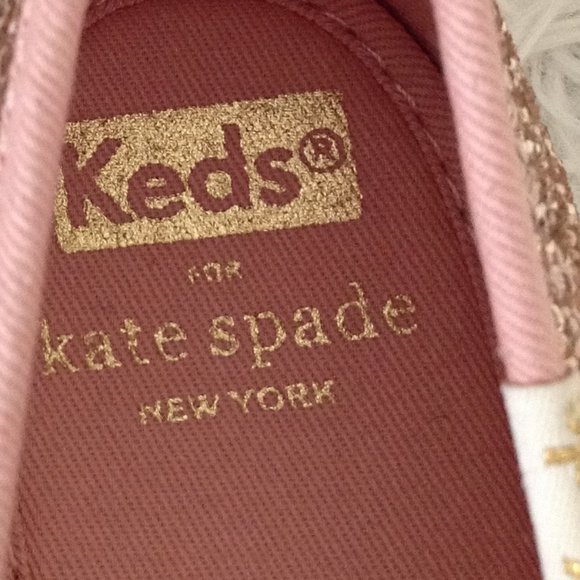 Keds®
FOR
kate spade
NEW YORK